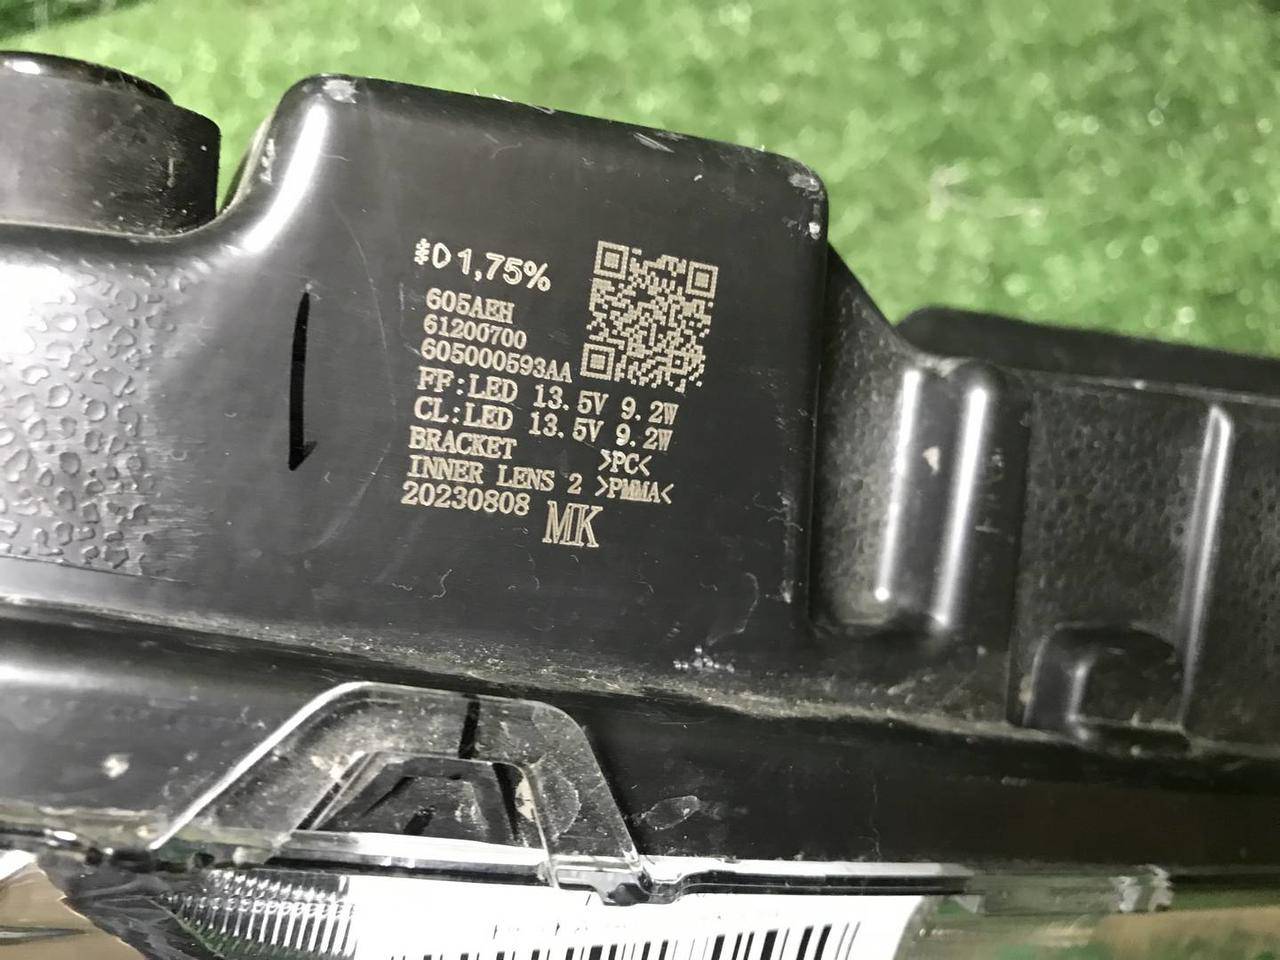 D 1,75%
605AEH
61200700
605000593AA
FF:LED 13.5V 9.2W
CL:LED 13.5V 9.2W
BRACKET >PC<
INNER LENS 2 >PMMA<
20230808 MK